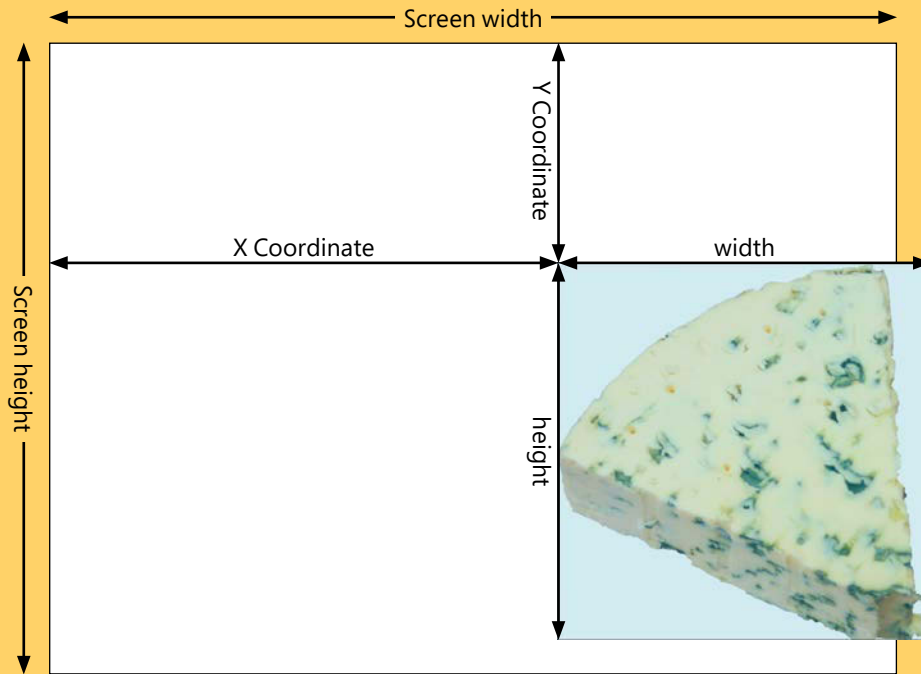 Screen width
Y Coordinate
X Coordinate
width
Screen height
height